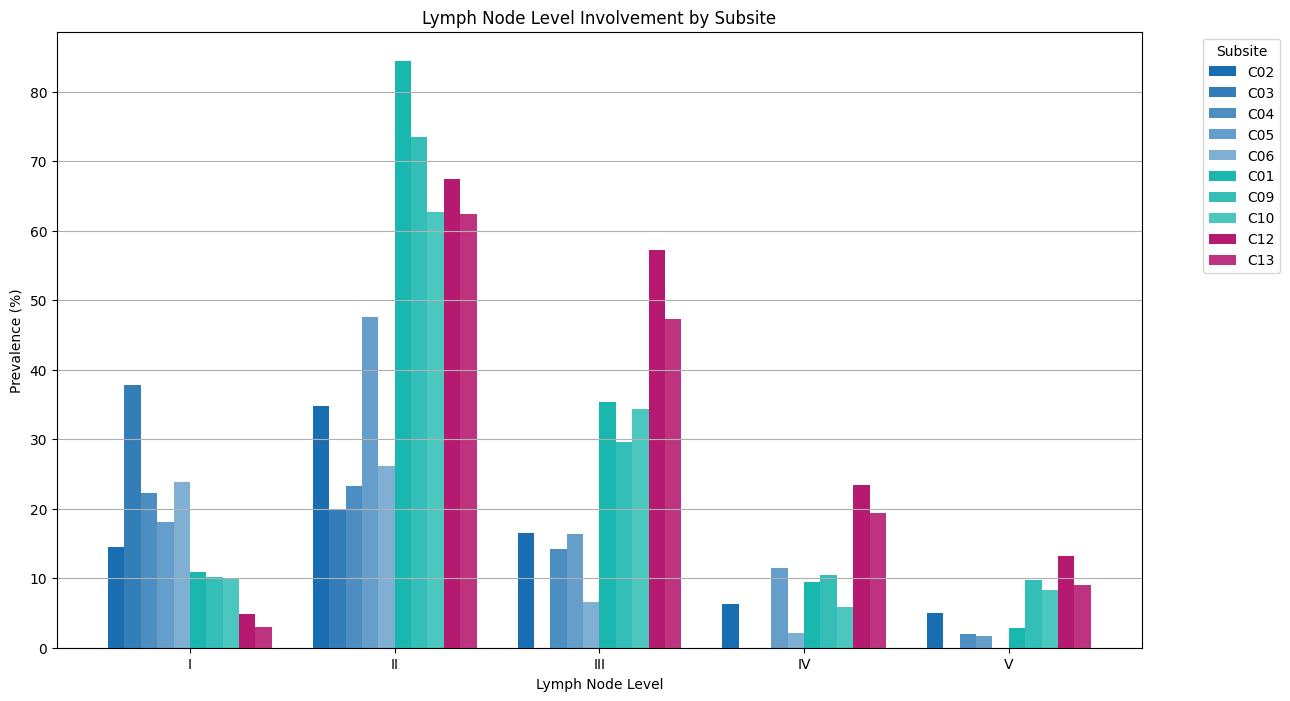 Lymph Node Level Involvement by Subsite
Prevalence (%)
80
70
60
50
40
30
20
10
0
I II III IV V
Lymph Node Level
Subsite
C02
C03
C04
C05
C06
C01
C09
C10
C12
C13